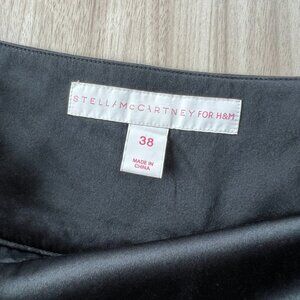 STELLA McCARTNEY FOR H&M
38
MADE IN
CHINA